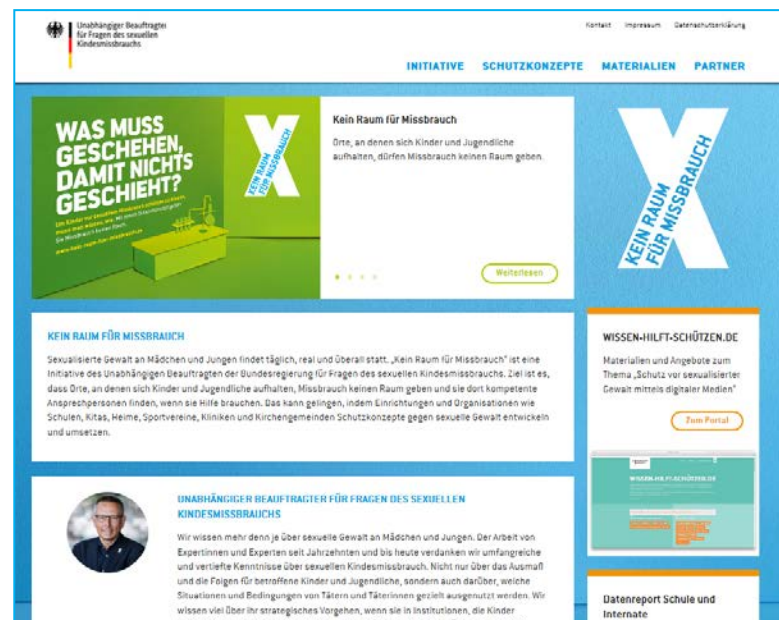 Unabhängiger Beauftragter
für Fragen des sexuellen
Kindesmissbrauchs
Kontakt Impressum Datenschutzerklärung
INITIATIVE SCHUTZKONZEPTE MATERIALIEN PARTNER
WAS MUSS
GESCHEHEN,
DAMIT NICHTS
GESCHIEHT?
KEIN RAUM
FÜR MISSBRAUCH
Kein Raum für Missbrauch
Orte, an denen sich Kinder und Jugendliche
aufhalten, dürfen Missbrauch keinen Raum geben.
Weiterlesen
KEIN RAUM
FÜR MISSBRAUCH
KEIN RAUM FÜR MISSBRAUCH
Sexualisierte Gewalt an Mädchen und Jungen findet täglich, real und überall statt. „Kein Raum für Missbrauch" ist eine
Initiative des Unabhängigen Beauftragten der Bundesregierung für Fragen des sexuellen Kindesmissbrauchs. Ziel ist es,
dass Orte, an denen sich Kinder und Jugendliche aufhalten, Missbrauch keinen Raum geben und sie dort kompetente
Ansprechpersonen finden, wenn sie Hilfe brauchen. Das kann gelingen, indem Einrichtungen und Organisationen wie
Schulen, Kitas, Heime, Sportvereine, Kliniken und Kirchengemeinden Schutzkonzepte gegen sexuelle Gewalt entwickeln
und umsetzen.
WISSEN-HILFT-SCHÜTZEN.DE
Materialien und Angebote zum
Thema „Schutz vor sexualisierter
Gewalt mittels digitaler Medien"
Zum Portal
WISSEN-HILFT-SCHÜTZEN.DE
UNABHÄNGIGER BEAUFTRAGTER FÜR FRAGEN DES SEXUELLEN
KINDESMISSBRAUCHS
Wir wissen mehr denn je über sexuelle Gewalt an Mädchen und Jungen. Der Arbeit von
Expertinnen und Experten seit Jahrzehnten und bis heute verdanken wir umfangreiche
und vertiefte Kenntnisse über sexuellen Kindesmissbrauch. Nicht nur über das Ausmaß
und die Folgen für betroffene Kinder und Jugendliche, sondern auch darüber, welche
Situationen und Bedingungen von Tätern und Täterinnen gezielt ausgenutzt werden. Wir
wissen viel über ihr strategisches Vorgehen, wenn sie in Institutionen, die Kinder
Datenreport Schule und
Internate